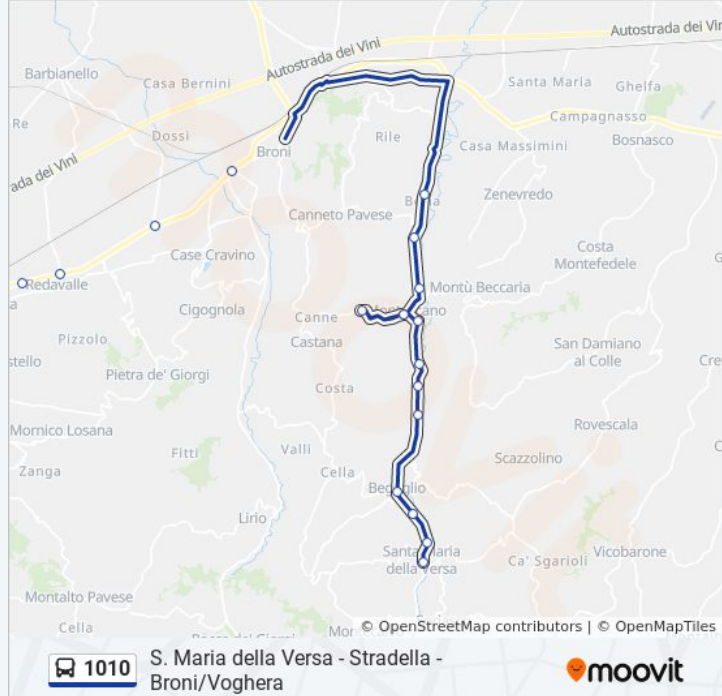 Autostrada dei Vini
Barbianello
Autostrada dei Vini
Casa Bernini
Santa Maria
Ghelfa
Re
Dossi
Campagnasso
Rile
Bosnasco
Broni
Casa Massimini
ada dei Vini
Zenevredo
Canneto Pavese
Costa
Montefedele
Case Cravino
Redavalle
Montù Beccaria
Cigognola
Canne
Castana
Pizzolo
San Damiano
al Colle
stello
Pietra de' Giorgi
Cre
Costa
Rovescala
Mornico Losana
Fitti
Valli
Scazzolino
Zanga
Cella
Lirio
Santa Maria
della Versa
Ca' Sgarioli
Vicobarone
Montalto Pavese
Cella
© OpenStreetMap contributors | © OpenMapTiles
1010
S. Maria della Versa - Stradella -
Broni/Voghera
moovit